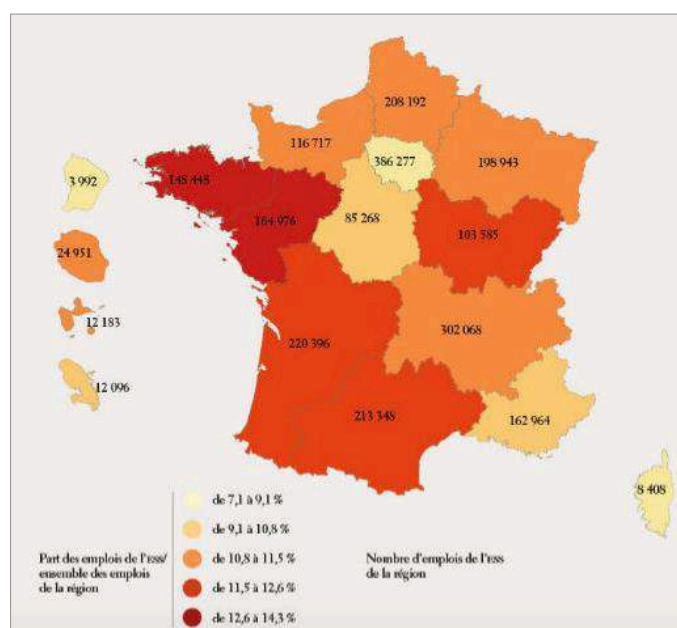 208 192
116 717
386 277
198 943
3 992
148 448
164 976
85 268
103 585
24 951
302 068
12 183
220 396
12 096
213 348
162 964
8 408
de 7,1 à 9,1 %
de 9,1 à 10,8 %
Part des emplois de l'ESS/
ensemble des emplois
de la région
de 10,8 à 11,5 %
de 11,5 à 12,6 %
de 12,6 à 14,3 %
Nombre d'emplois de l'ESS
de la région